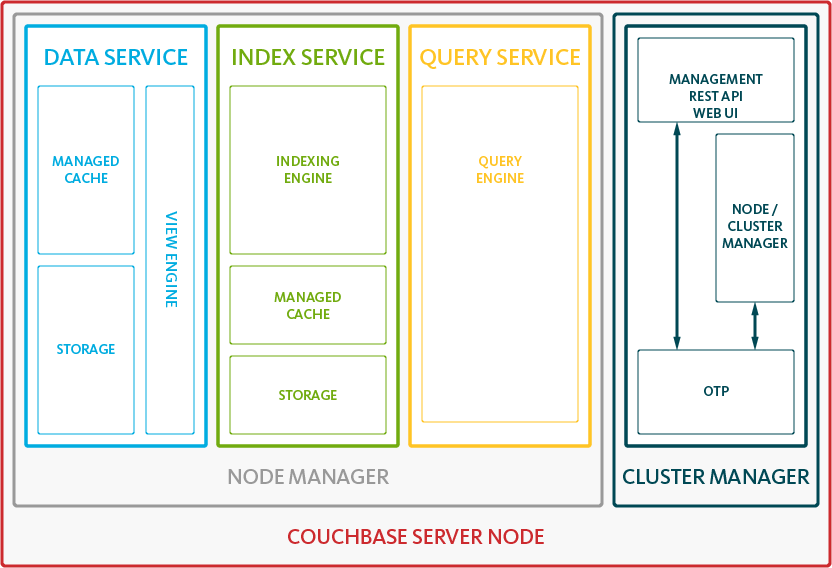 DATA SERVICE
MANAGED
CACHE
VIEW ENGINE
STORAGE
INDEX SERVICE
INDEXING
ENGINE
MANAGED
CACHE
STORAGE
QUERY SERVICE
QUERY
ENGINE
NODE MANAGER
MANAGEMENT
REST API
WEB UI
NODE /
CLUSTER
MANAGER
OTP
CLUSTER MANAGER
COUCHBASE SERVER NODE